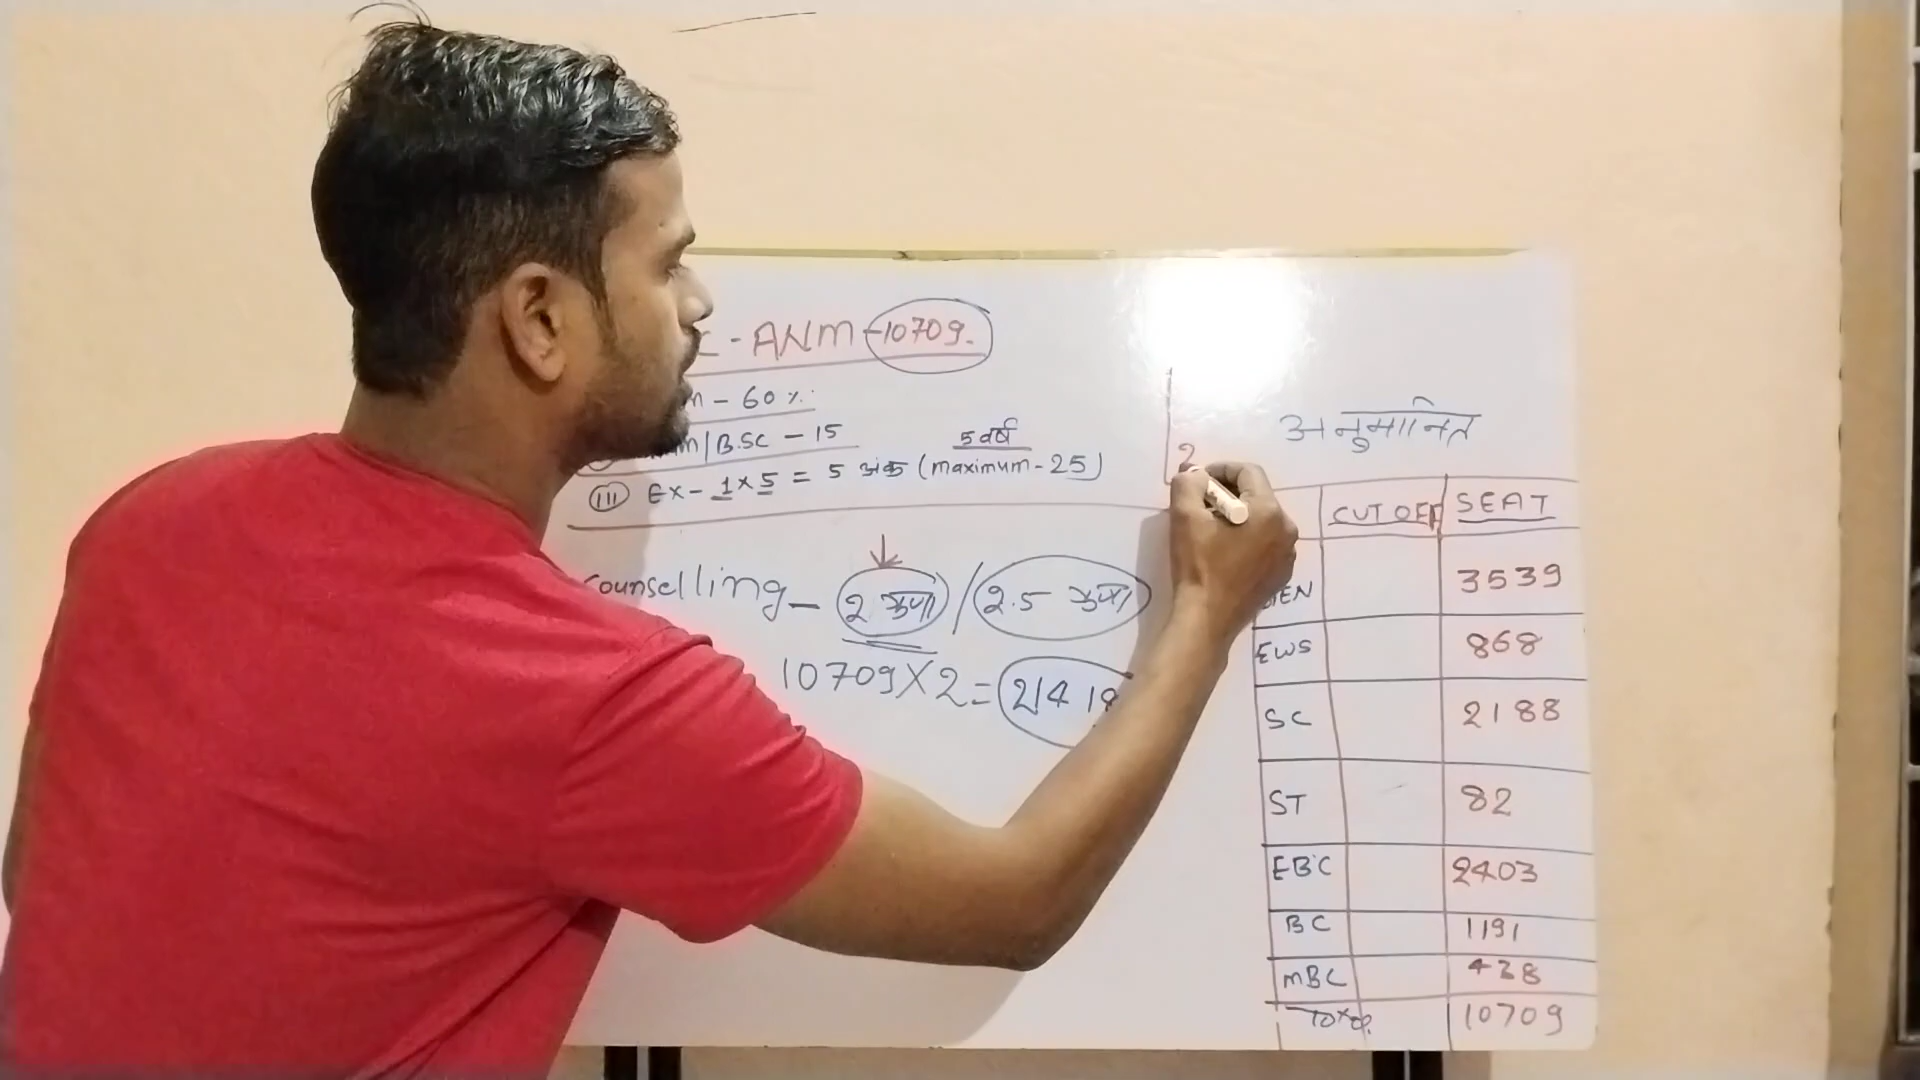 - ANM - 10709.
- 60 %
/B.SC - 15
5 वर्ष
(III) EX - 1 x 5 = 5 अंक (maximum - 25)
counselling - 2 गुणा / 2.5 गुणा
10709 X 2 = 21418
2
अनुमानित
CUT OFF SEAT
GEN 3539
EWS 868
SC 2188
ST 82
EBC 2403
BC 1191
MBC 438
Total 10709